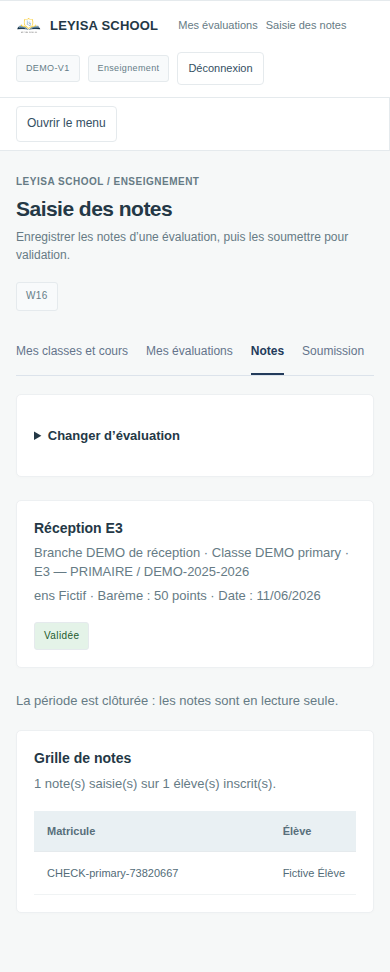 LEYISA SCHOOL
Mes évaluations Saisie des notes
DEMO-V1
Enseignement
Déconnexion
Ouvrir le menu
LEYISA SCHOOL / ENSEIGNEMENT
Saisie des notes
Enregistrer les notes d’une évaluation, puis les soumettre pour
validation.
W16
Mes classes et cours Mes évaluations Notes Soumission
Changer d’évaluation
Réception E3
Branche DEMO de réception · Classe DEMO primary ·
E3 — PRIMAIRE / DEMO-2025-2026
ens Fictif · Barème : 50 points · Date : 11/06/2026
Validée
La période est clôturée : les notes sont en lecture seule.
Grille de notes
1 note(s) saisie(s) sur 1 élève(s) inscrit(s).
Matricule Élève
CHECK-primary-73820667 Fictive Élève